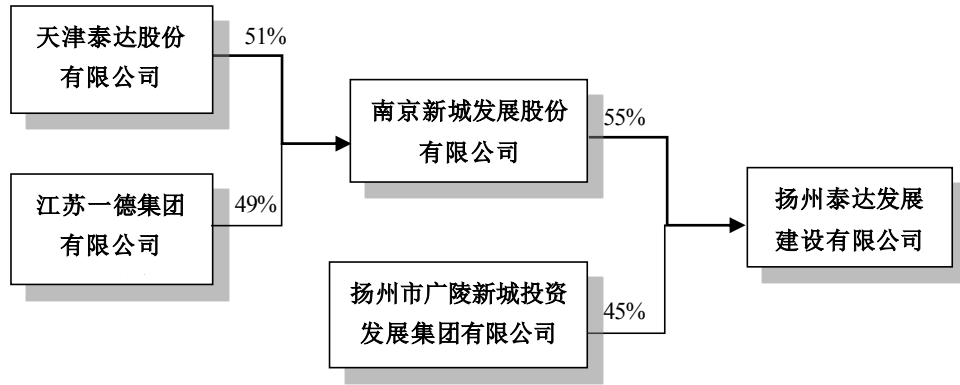 天津泰达股份
有限公司
51%
江苏一德集团
有限公司
49%
南京新城发展股份
有限公司
55%
扬州市广陵新城投资
发展集团有限公司
45%
扬州泰达发展
建设有限公司